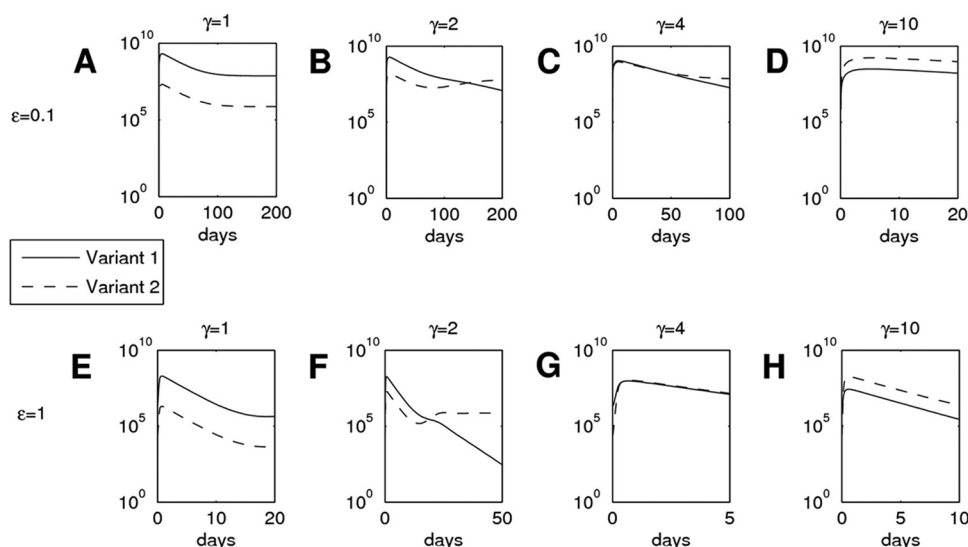 γ=1 γ=2 γ=4 γ=10
A B C D
ε=0.1
10^10 10^10 10^10 10^10
10^5 10^5 10^5 10^5
10^0 10^0 10^0 10^0
0 100 200 0 100 200 0 50 100 0 10 20
days days days days
Variant 1
Variant 2
γ=1 γ=2 γ=4 γ=10
E F G H
ε=1
10^10 10^10 10^10 10^10
10^5 10^5 10^5 10^5
10^0 10^0 10^0 10^0
0 10 20 0 50 0 5 0 5 10
days days days days